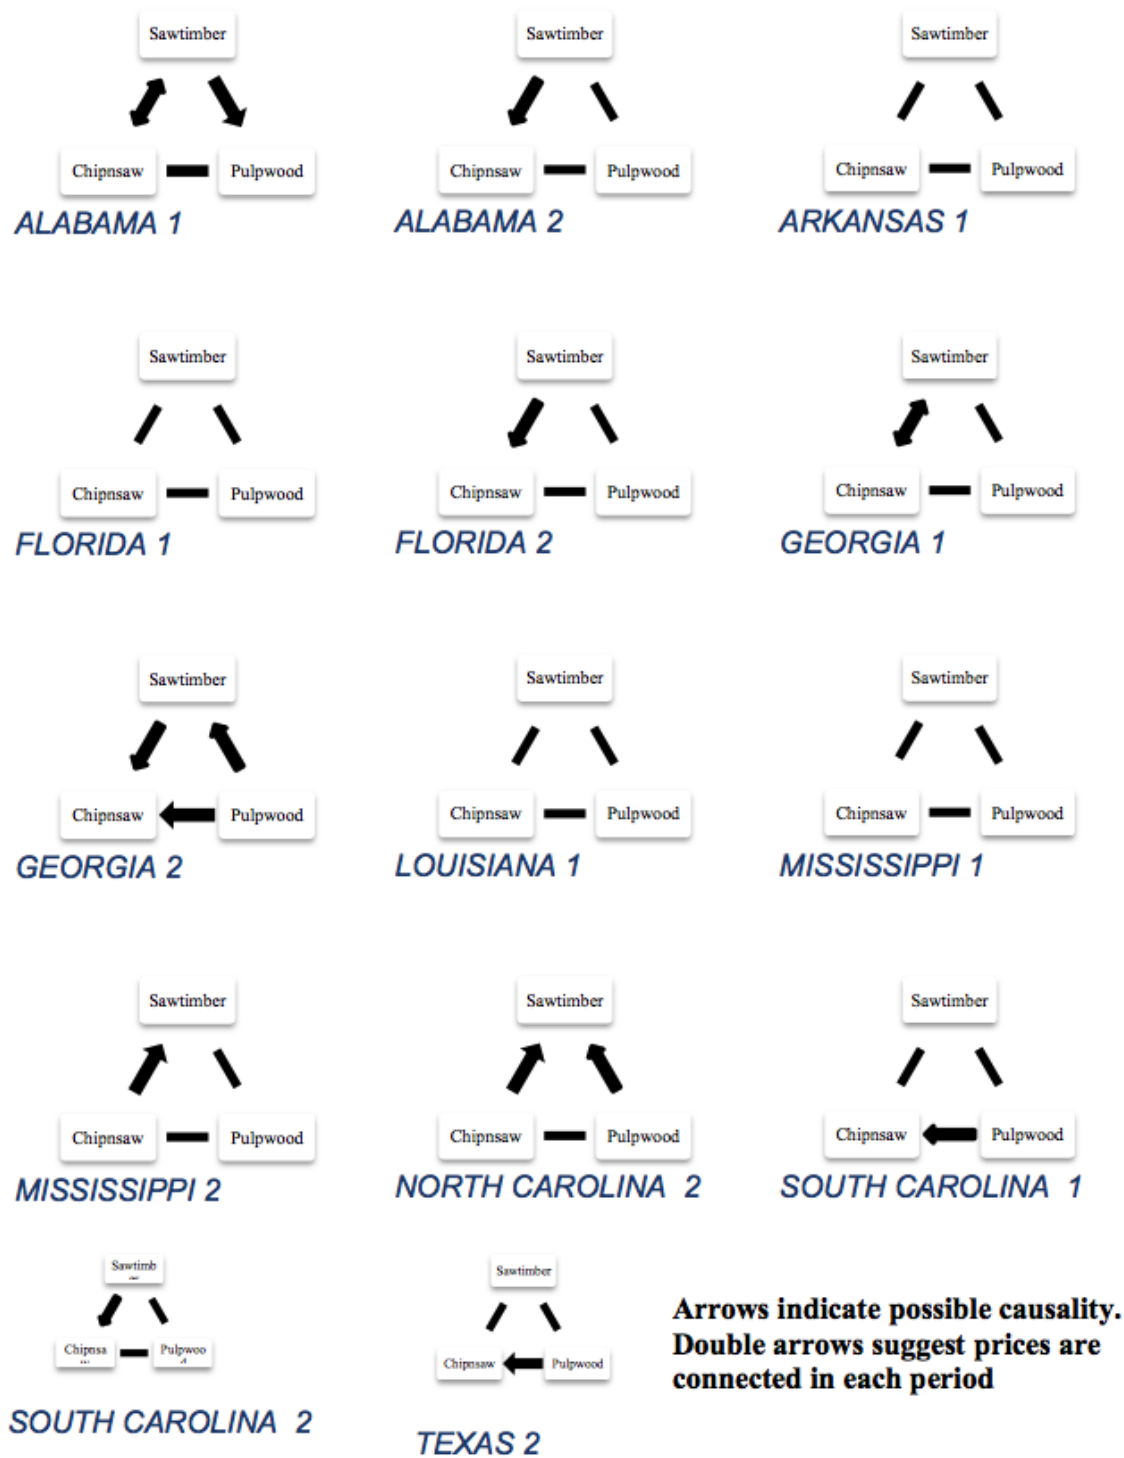 Sawtimber Sawtimber Sawtimber
Chipnsaw Pulpwood Chipnsaw Pulpwood Chipnsaw Pulpwood
ALABAMA 1 ALABAMA 2 ARKANSAS 1
Sawtimber Sawtimber Sawtimber
Chipnsaw Pulpwood Chipnsaw Pulpwood Chipnsaw Pulpwood
FLORIDA 1 FLORIDA 2 GEORGIA 1
Sawtimber Sawtimber Sawtimber
Chipnsaw Pulpwood Chipnsaw Pulpwood Chipnsaw Pulpwood
GEORGIA 2 LOUISIANA 1 MISSISSIPPI 1
Sawtimber Sawtimber Sawtimber
Chipnsaw Pulpwood Chipnsaw Pulpwood Chipnsaw Pulpwood
MISSISSIPPI 2 NORTH CAROLINA 2 SOUTH CAROLINA 1
Sawtimb Sawtimber
Chipnsa Pulpwoo Chipnsaw Pulpwood
SOUTH CAROLINA 2 TEXAS 2
Arrows indicate possible causality.
Double arrows suggest prices are
connected in each period